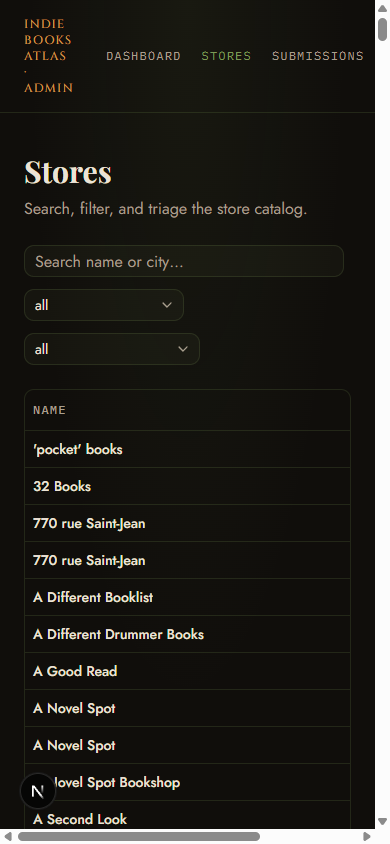 INDIE
BOOKS
ATLAS
·
ADMIN
DASHBOARD STORES SUBMISSIONS
Stores
Search, filter, and triage the store catalog.
Search name or city...
all
all
NAME
'pocket' books
32 Books
770 rue Saint-Jean
770 rue Saint-Jean
A Different Booklist
A Different Drummer Books
A Good Read
A Novel Spot
A Novel Spot
Novel Spot Bookshop
A Second Look
N